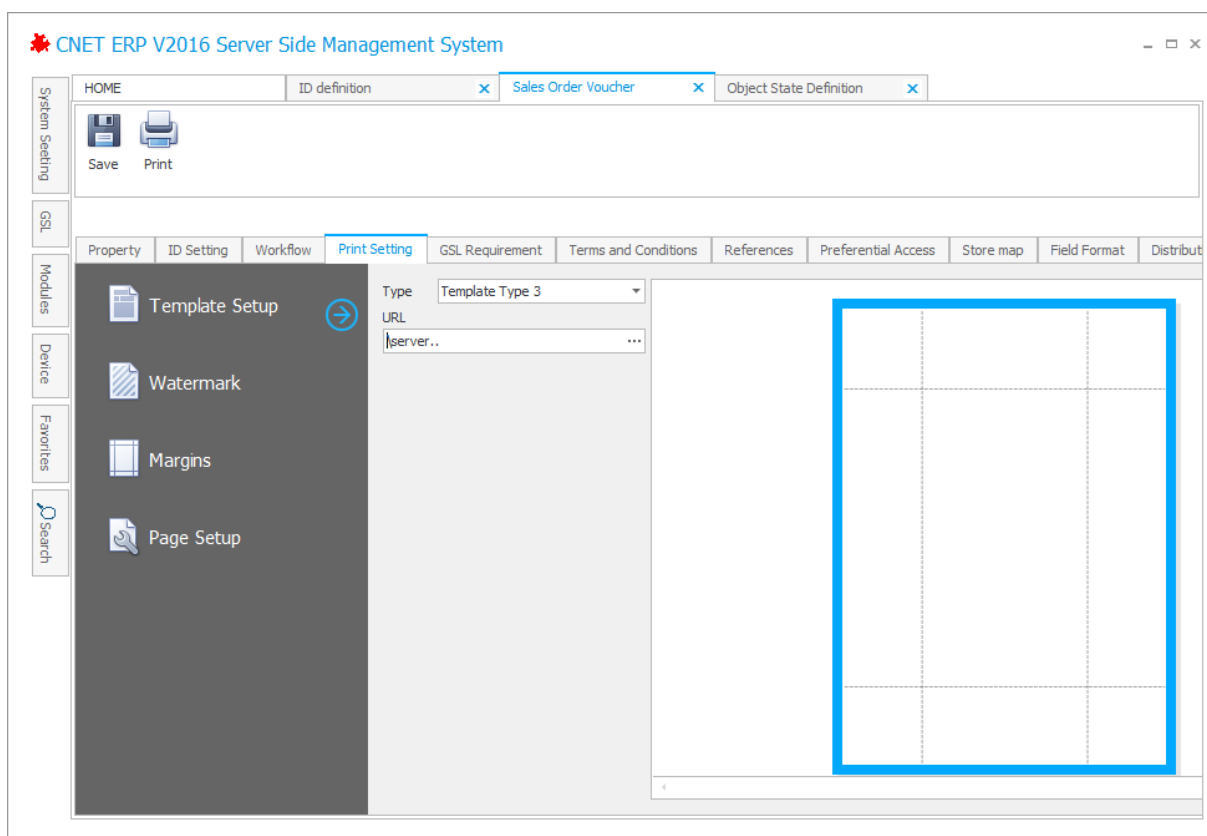 CNET ERP V2016 Server Side Management System
HOME
ID definition
Sales Order Voucher
Object State Definition
System Seeting
GSL
Modules
Device
Favorites
Search
Save
Print
Property
ID Setting
Workflow
Print Setting
GSL Requirement
Terms and Conditions
References
Preferential Access
Store map
Field Format
Distribut
Template Setup
Watermark
Margins
Page Setup
Type
Template Type 3
URL
\server..